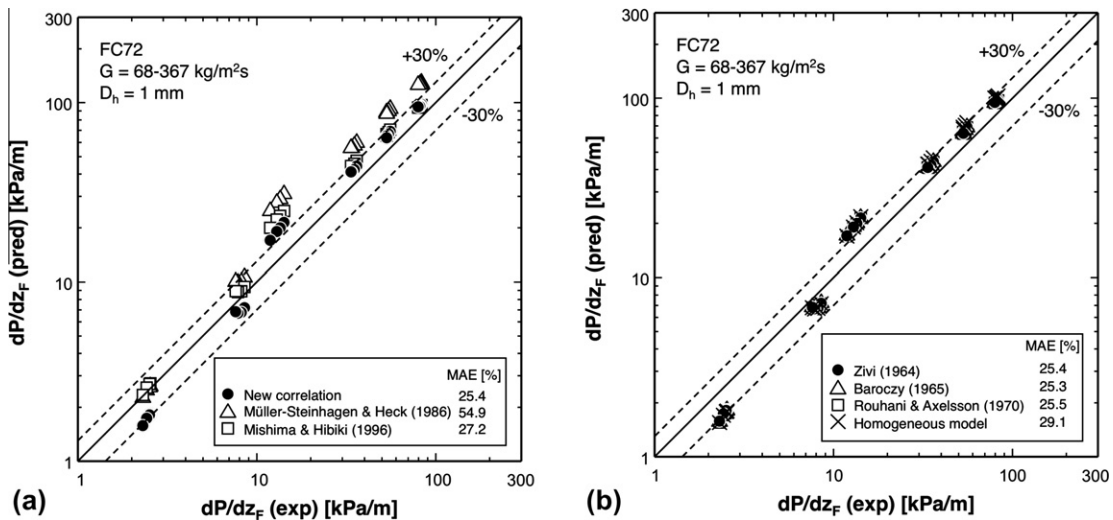 300
100
10
1
dP/dz_F (pred) [kPa/m]
FC72
G = 68-367 kg/m²s
D_h = 1 mm
+30%
-30%
MAE [%]
New correlation 25.4
Müller-Steinhagen & Heck (1986) 54.9
Mishima & Hibiki (1996) 27.2
1 10 100 300
dP/dz_F (exp) [kPa/m]
(a)
300
100
10
1
dP/dz_F (pred) [kPa/m]
FC72
G = 68-367 kg/m²s
D_h = 1 mm
+30%
-30%
MAE [%]
Zivi (1964) 25.4
Baroczy (1965) 25.3
Rouhani & Axelsson (1970) 25.5
Homogeneous model 29.1
1 10 100 300
dP/dz_F (exp) [kPa/m]
(b)